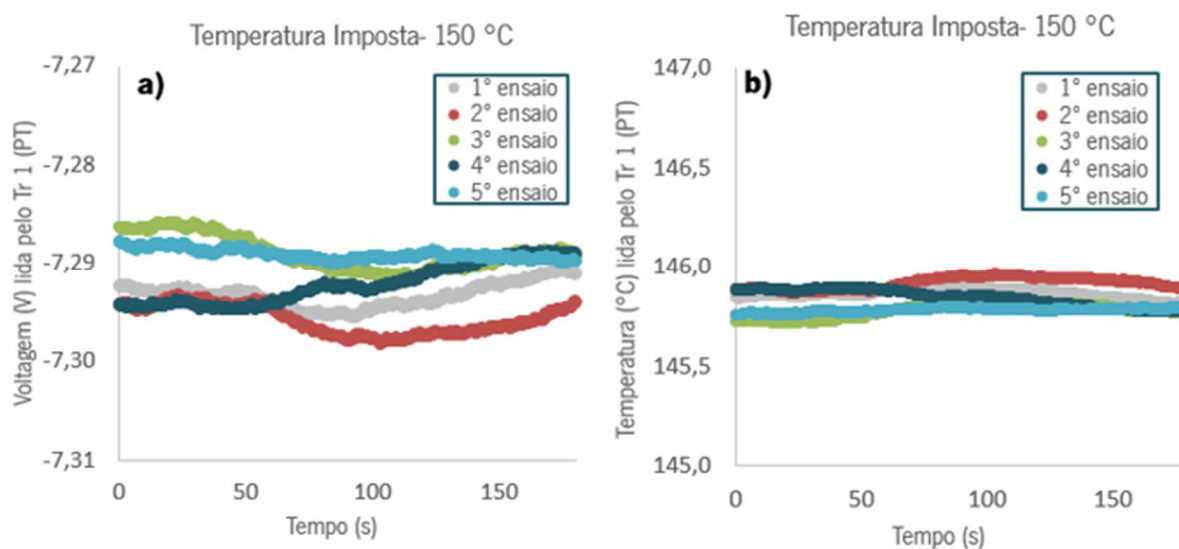 Temperatura Imposta- 150 °C
a)
Voltagem (V) lida pelo Tr 1 (PT)
-7,27
-7,28
-7,29
-7,30
-7,31
1° ensaio
2° ensaio
3° ensaio
4° ensaio
5° ensaio
0
50
100
150
Tempo (s)
Temperatura Imposta- 150 °C
b)
Temperatura (°C) lida pelo Tr 1 (PT)
147,0
146,5
146,0
145,5
145,0
1° ensaio
2° ensaio
3° ensaio
4° ensaio
5° ensaio
0
50
100
150
Tempo (s)